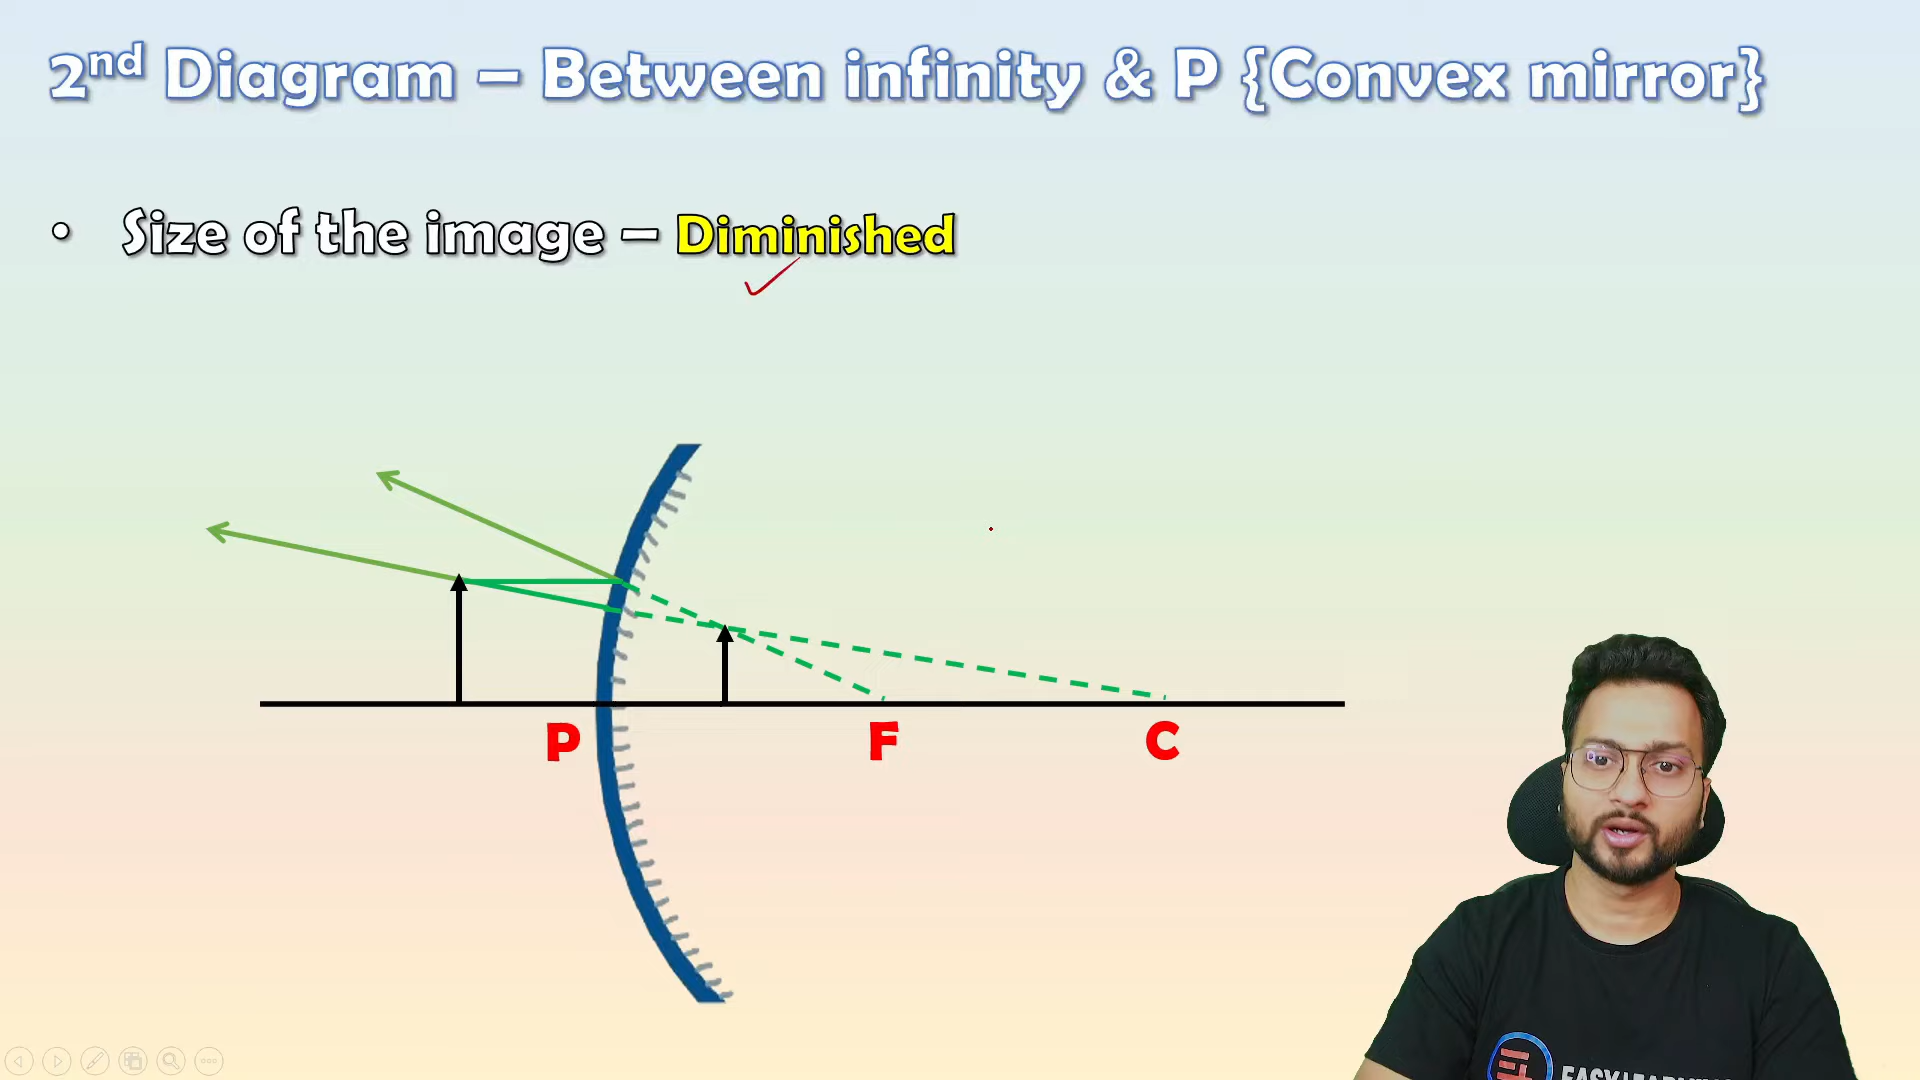 2nd Diagram – Between infinity & P {Convex mirror}
• Size of the image – Diminished
P F C